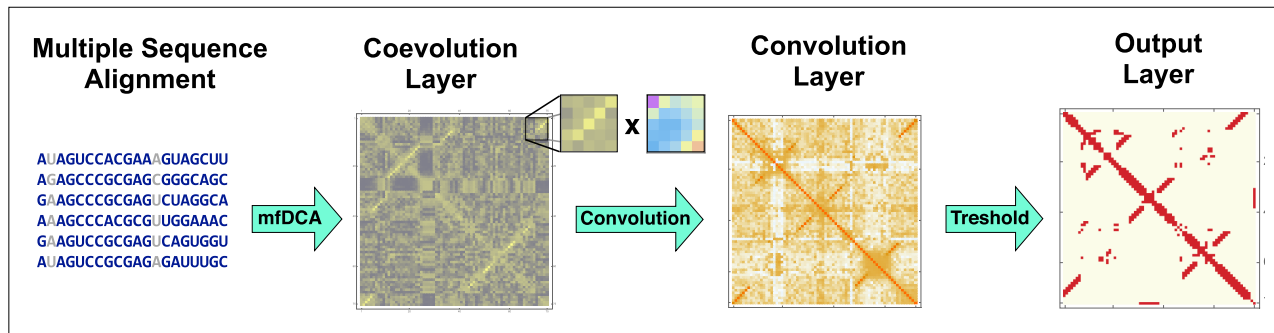 Multiple Sequence
Alignment
Coevolution
Layer
Convolution
Layer
Output
Layer
x
AUAGUCCACGAAAGUAGCUU
AGAGCCCGCGAGCGGGCAGC
GAAGCCCGCGAGUCUAGGCA
AAAGCCCACGCGUUGGAAAC
GAAGUCCGCGAGUCAGUGGU
AUAGUCCGCGAGAGAUUUGC
mfDCA
Convolution
Treshold